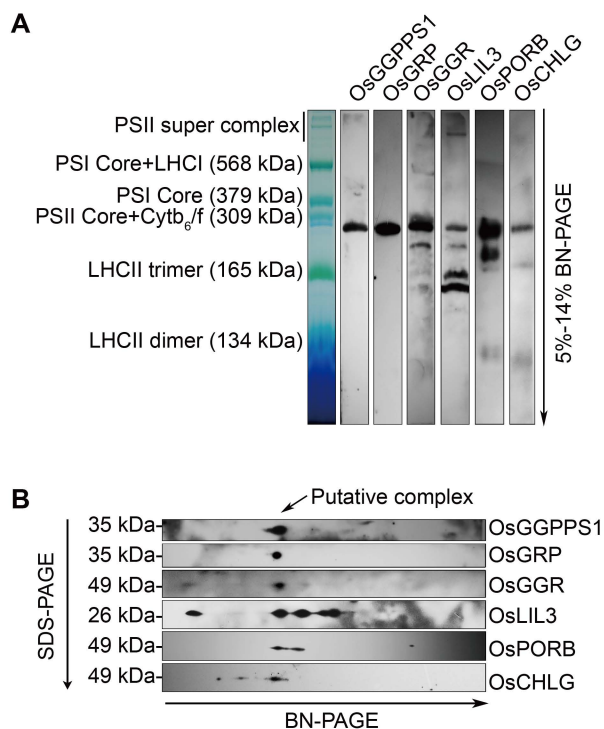 A
OsGGPPS1
OsGRP
OsGGR
OsLIL3
OsPORB
OsCHLG
PSII super complex
PSI Core+LHCI (568 kDa)
PSI Core (379 kDa)
PSII Core+Cytb₆/f (309 kDa)
LHCII trimer (165 kDa)
LHCII dimer (134 kDa)
5%-14% BN-PAGE
B
Putative complex
35 kDa- OsGGPPS1
35 kDa- OsGRP
49 kDa- OsGGR
26 kDa- OsLIL3
49 kDa- OsPORB
49 kDa- OsCHLG
SDS-PAGE
BN-PAGE